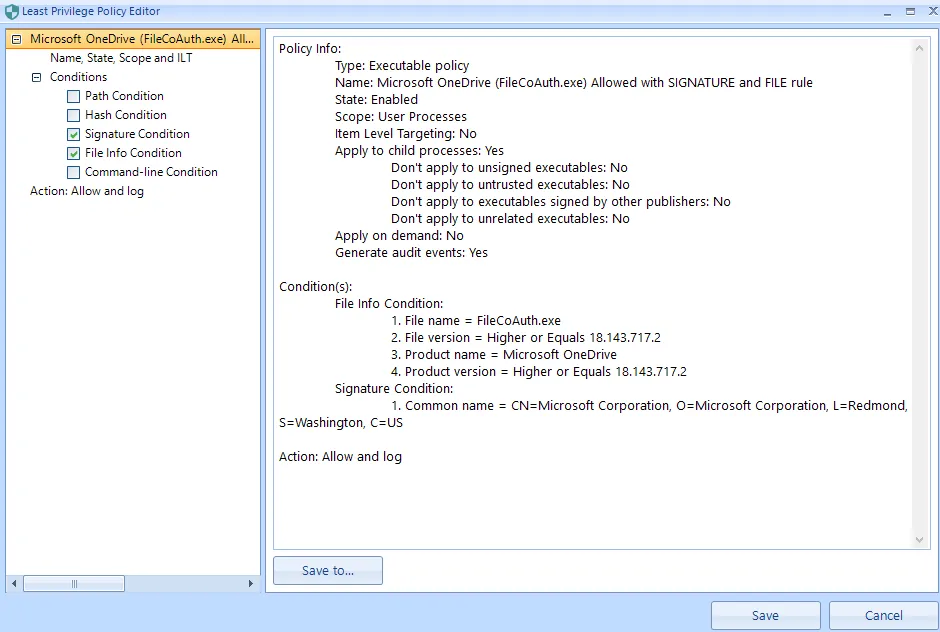 Least Privilege Policy Editor
Microsoft OneDrive (FileCoAuth.exe) All...
Name, State, Scope and ILT
Conditions
Path Condition
Hash Condition
Signature Condition
File Info Condition
Command-line Condition
Action: Allow and log
Policy Info:
Type: Executable policy
Name: Microsoft OneDrive (FileCoAuth.exe) Allowed with SIGNATURE and FILE rule
State: Enabled
Scope: User Processes
Item Level Targeting: No
Apply to child processes: Yes
Don't apply to unsigned executables: No
Don't apply to untrusted executables: No
Don't apply to executables signed by other publishers: No
Don't apply to unrelated executables: No
Apply on demand: No
Generate audit events: Yes
Condition(s):
File Info Condition:
1. File name = FileCoAuth.exe
2. File version = Higher or Equals 18.143.717.2
3. Product name = Microsoft OneDrive
4. Product version = Higher or Equals 18.143.717.2
Signature Condition:
1. Common name = CN=Microsoft Corporation, O=Microsoft Corporation, L=Redmond,
S=Washington, C=US
Action: Allow and log
Save to...
Save
Cancel